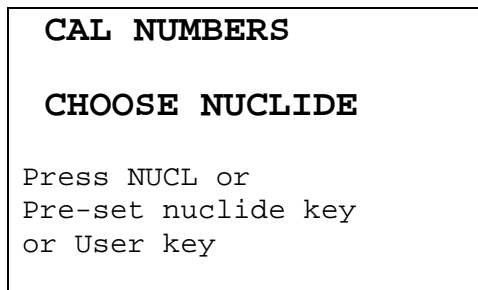 CAL NUMBERS
CHOOSE NUCLIDE
Press NUCL or
Pre-set nuclide key
or User key